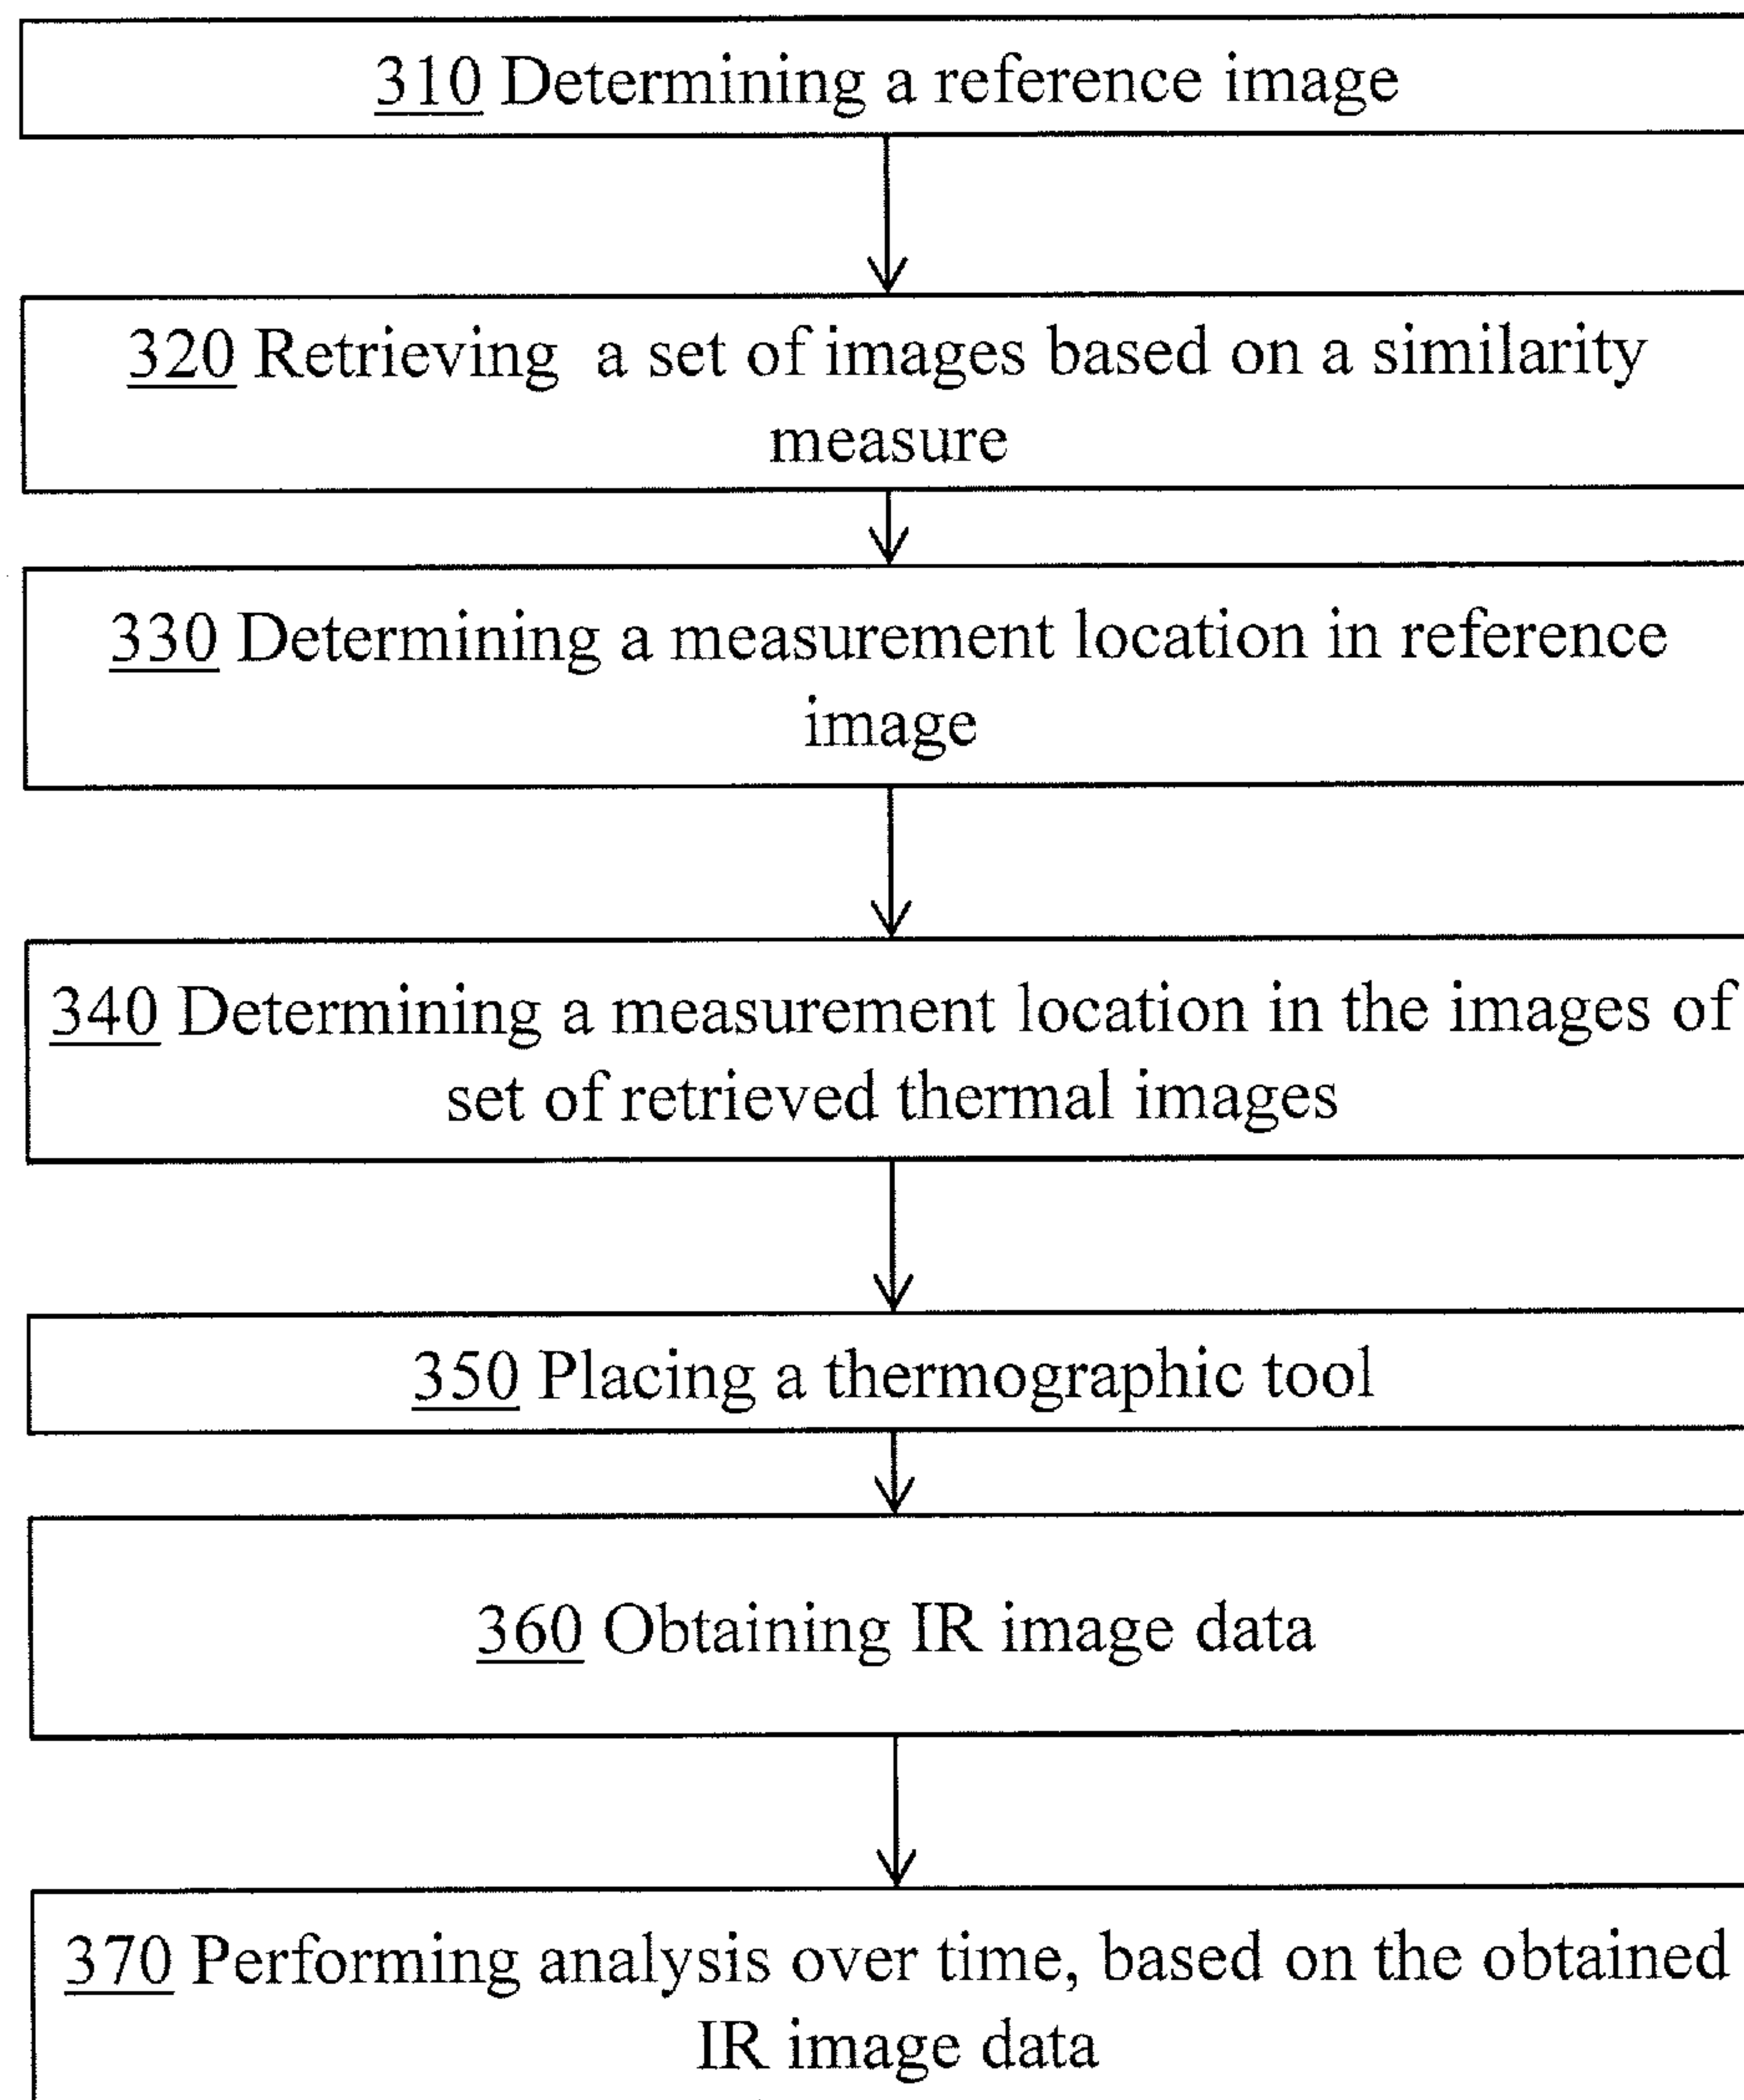 310 Determining a reference image
320 Retrieving a set of images based on a similarity
measure
330 Determining a measurement location in reference
image
340 Determining a measurement location in the images of
set of retrieved thermal images
350 Placing a thermographic tool
360 Obtaining IR image data
370 Performing analysis over time, based on the obtained
IR image data